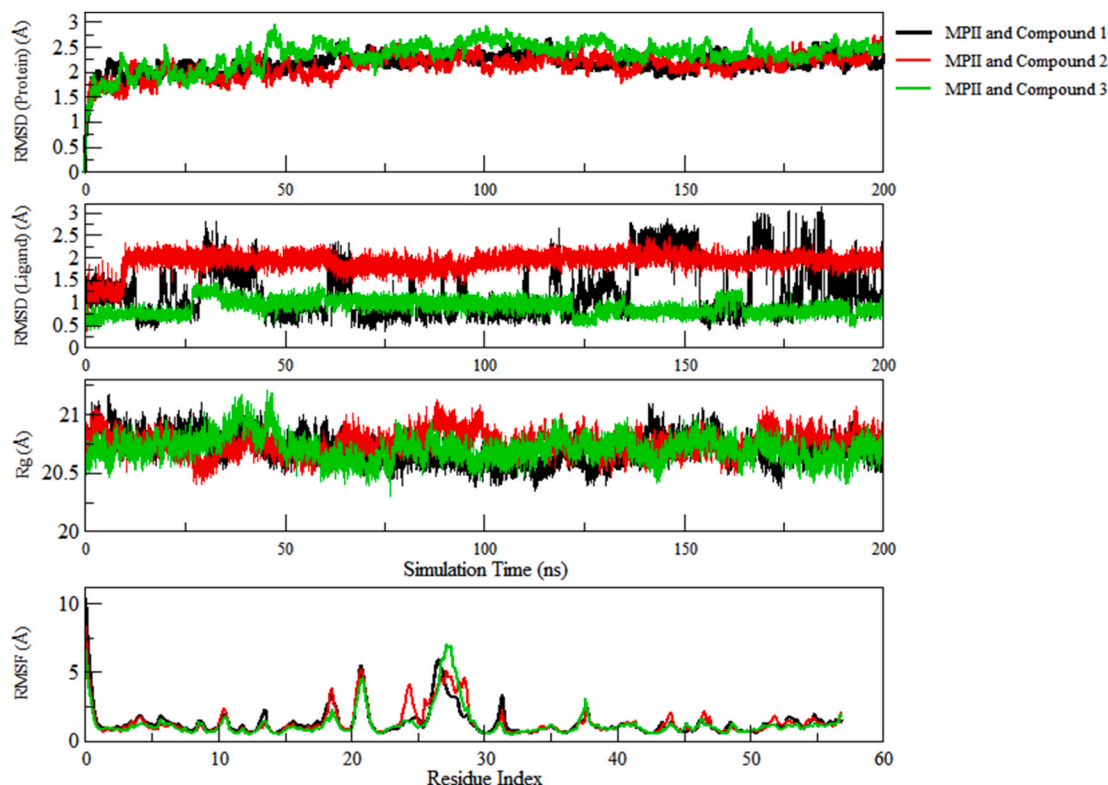 RMSD (Protein) (Å)
3
2.5
2
1.5
1
0.5
0
0 50 100 150 200
MPII and Compound 1
MPII and Compound 2
MPII and Compound 3
RMSD (Ligand) (Å)
3
2.5
2
1.5
1
0.5
0
0 50 100 150 200
Rg (Å)
21
20.5
20
0 50 100 150 200
Simulation Time (ns)
RMSF (Å)
10
5
0
0 10 20 30 40 50 60
Residue Index